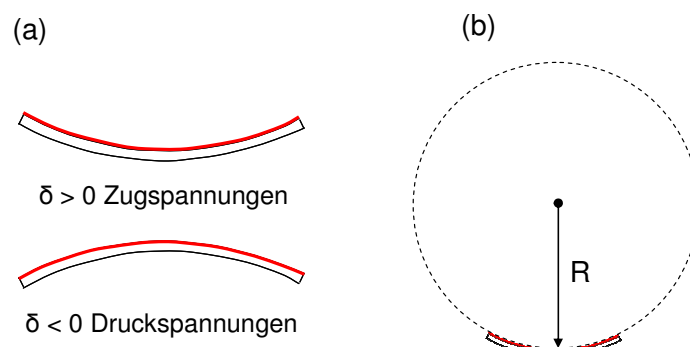 (a)
(b)
δ > 0 Zugspannungen
R
δ < 0 Druckspannungen